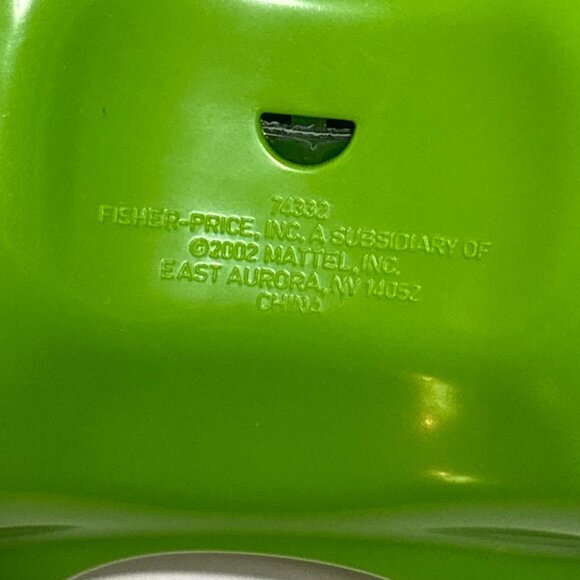 74332
FISHER-PRICE, INC. A SUBSIDIARY OF
©2002 MATTEL, INC.
EAST AURORA, NY 14052
CHINA